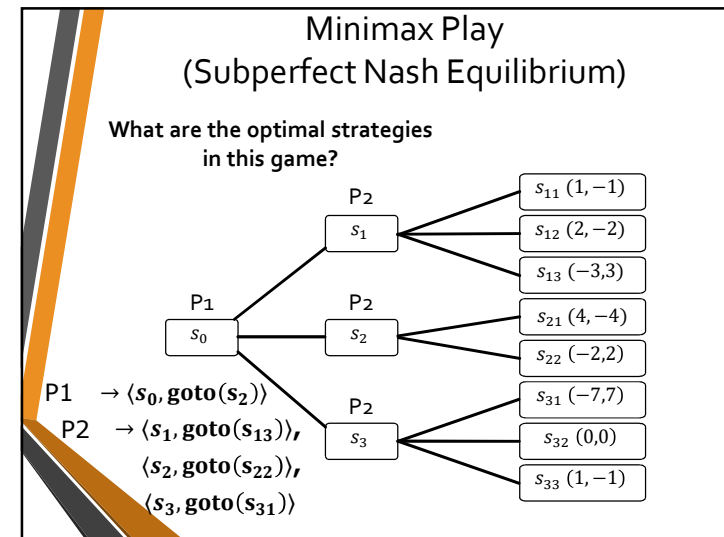 Minimax Play
(Subperfect Nash Equilibrium)
What are the optimal strategies
in this game?
P2
s₁₁ (1, −1)
s₁
s₁₂ (2, −2)
s₁₃ (−3,3)
P1
P2
s₂₁ (4, −4)
s₀
s₂
s₂₂ (−2,2)
P2
s₃₁ (−7,7)
s₃
s₃₂ (0,0)
s₃₃ (1, −1)
P1 → ⟨s₀, goto(s₂)⟩
P2 → ⟨s₁, goto(s₁₃)⟩,
⟨s₂, goto(s₂₂)⟩,
⟨s₃, goto(s₃₁)⟩